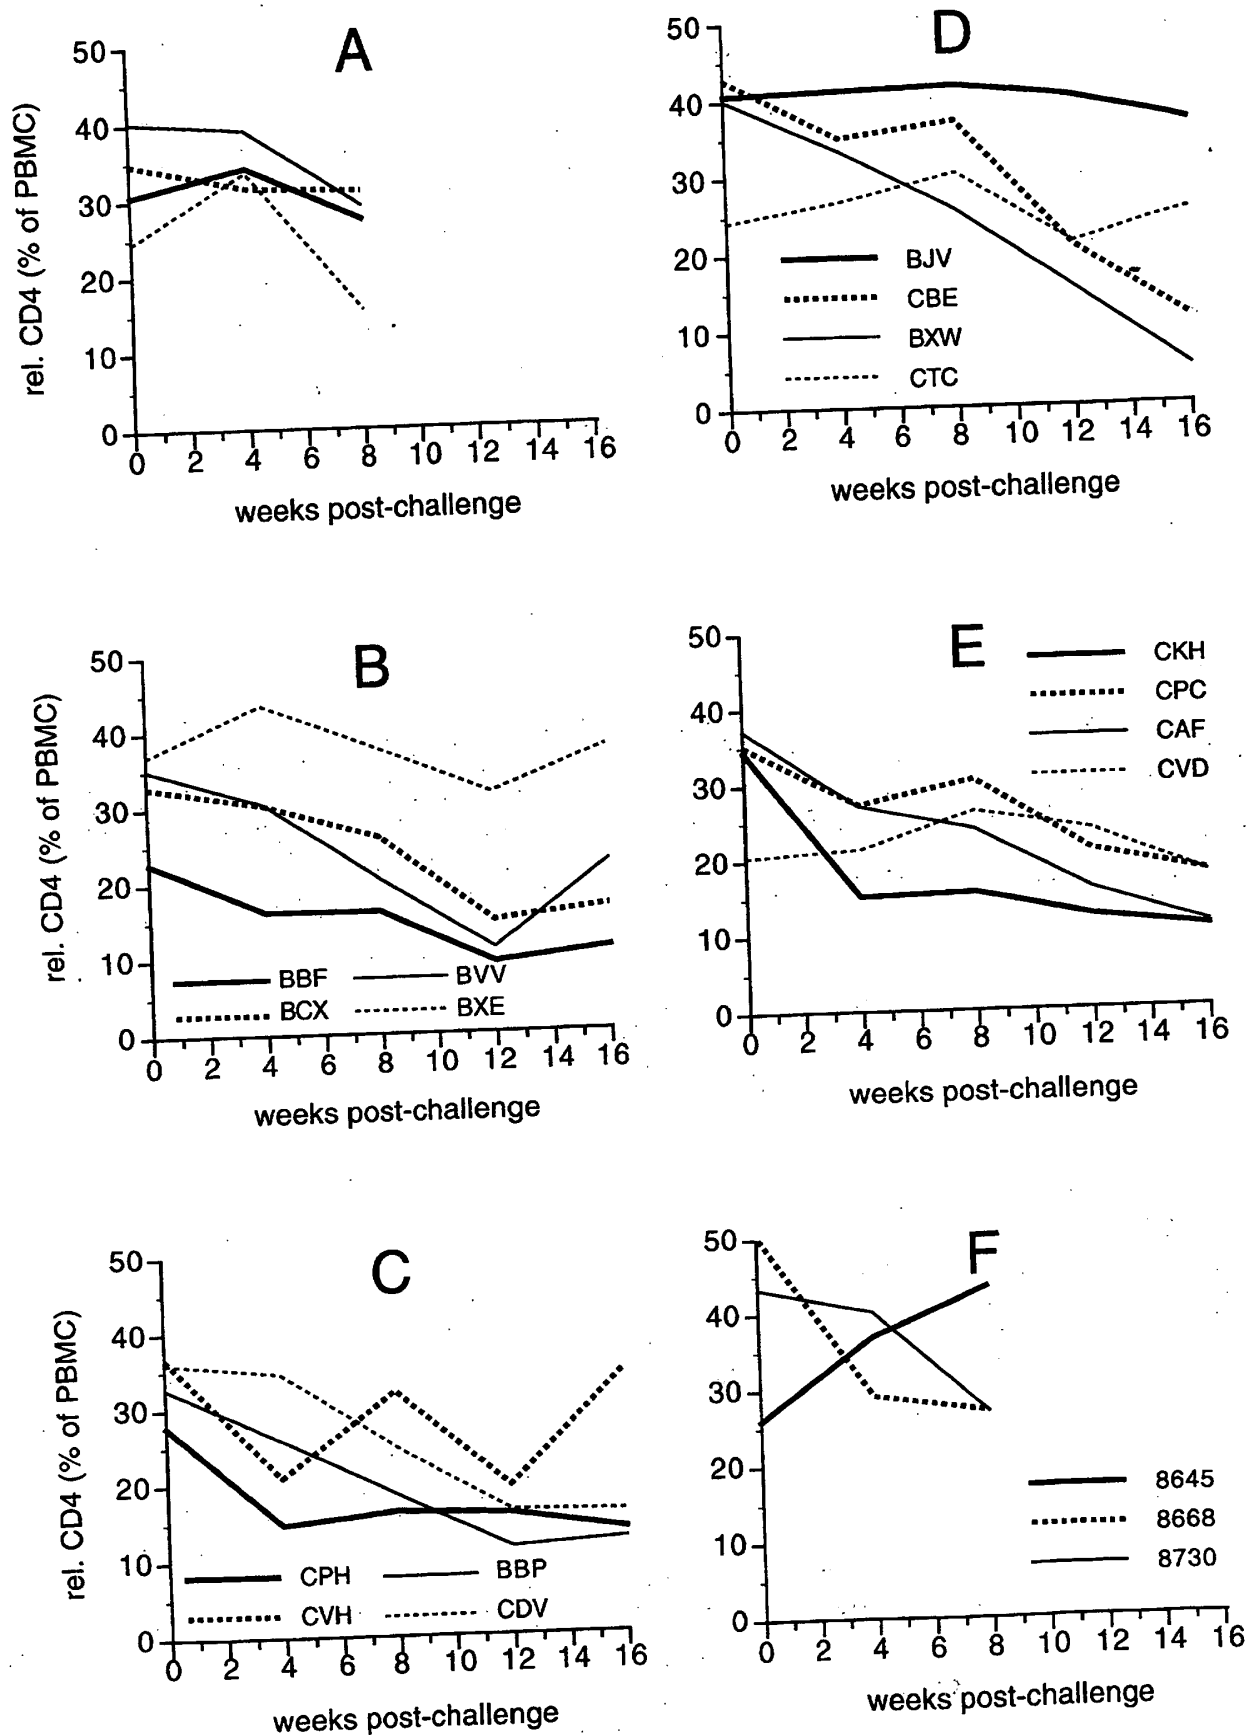 A
rel. CD4 (% of PBMC)
50
40
30
20
10
0
0 2 4 6 8 10 12 14 16
weeks post-challenge
D
50
40
30
20
10
0
BJV
CBE
BXW
CTC
0 2 4 6 8 10 12 14 16
weeks post-challenge
B
rel. CD4 (% of PBMC)
50
40
30
20
10
0
BBF BVV
BCX BXE
0 2 4 6 8 10 12 14 16
weeks post-challenge
E
50
40
30
20
10
0
CKH
CPC
CAF
CVD
0 2 4 6 8 10 12 14 16
weeks post-challenge
C
rel. CD4 (% of PBMC)
50
40
30
20
10
0
CPH BBP
CVH CDV
0 2 4 6 8 10 12 14 16
weeks post-challenge
F
50
40
30
20
10
0
8645
8668
8730
0 2 4 6 8 10 12 14 16
weeks post-challenge